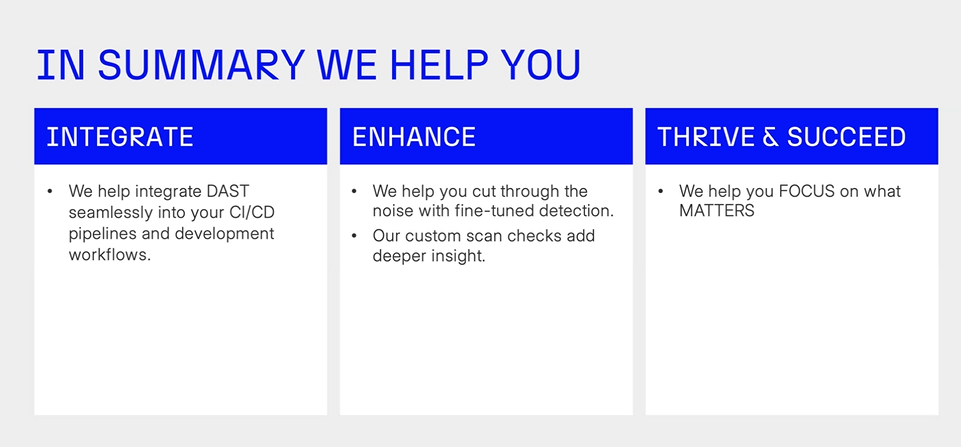 IN SUMMARY WE HELP YOU
INTEGRATE
• We help integrate DAST
seamlessly into your CI/CD
pipelines and development
workflows.
ENHANCE
• We help you cut through the
noise with fine-tuned detection.
• Our custom scan checks add
deeper insight.
THRIVE & SUCCEED
• We help you FOCUS on what
MATTERS